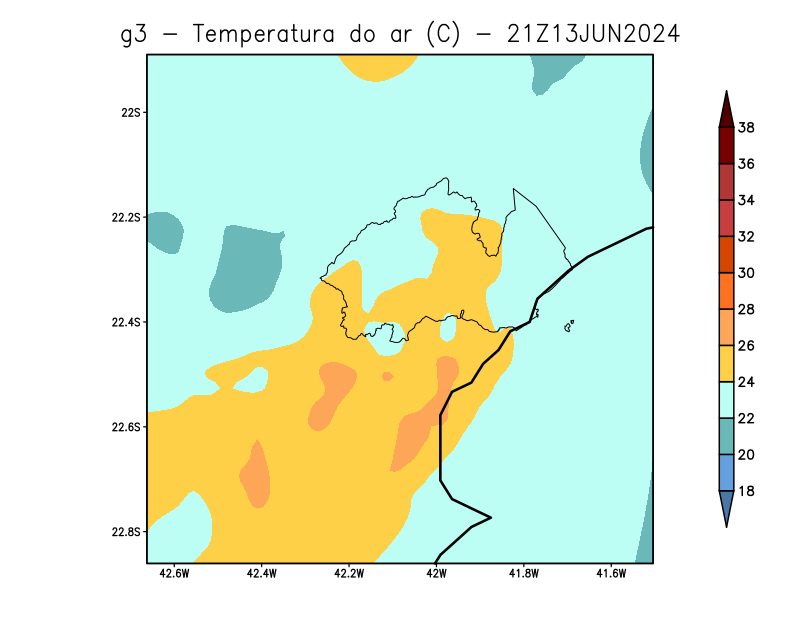 g3 – Temperatura do ar (C) – 21Z13JUN2024
22S
22.2S
22.4S
22.6S
22.8S
42.6W
42.4W
42.2W
42W
41.8W
41.6W
38
36
34
32
30
28
26
24
22
20
18